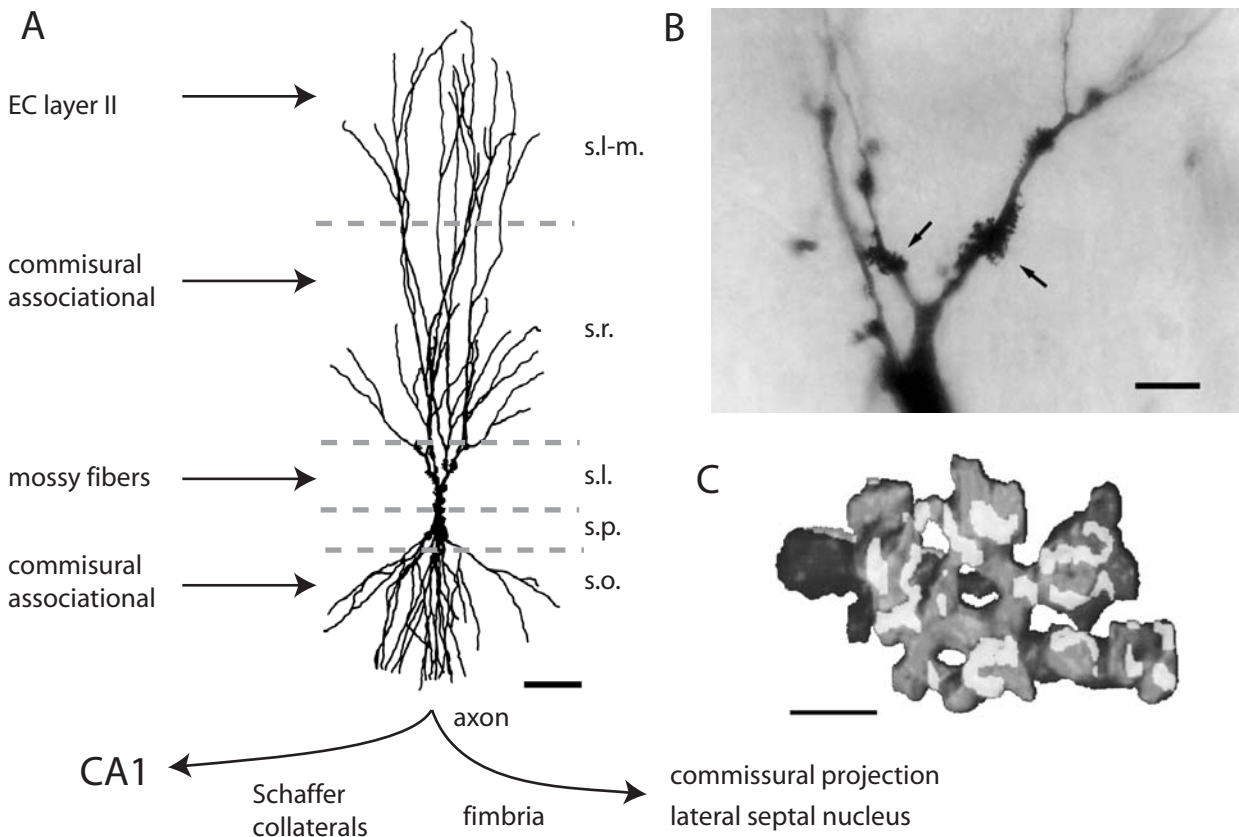 A
EC layer II
s.l-m.
commisural
associational
s.r.
mossy fibers
s.l.
s.p.
commisural
associational
s.o.
axon
CA1
Schaffer
collaterals
fimbria
commissural projection
lateral septal nucleus
B
C